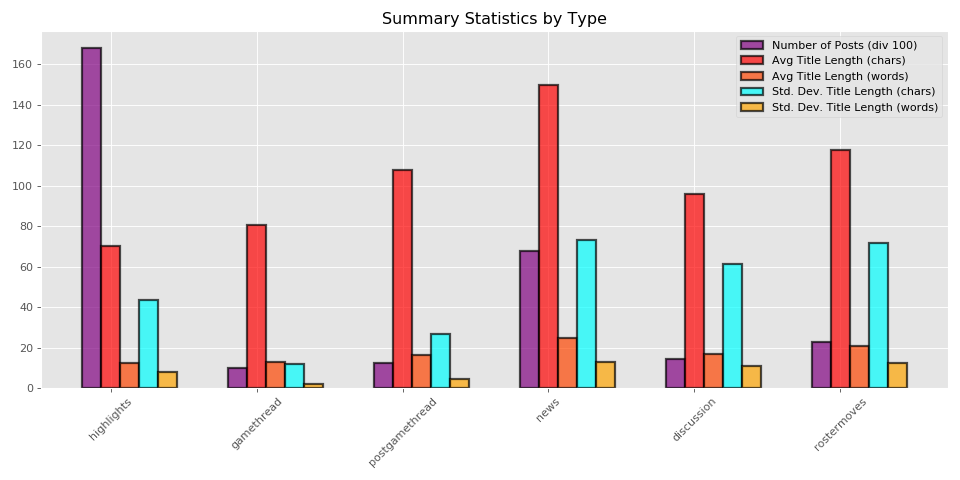 Summary Statistics by Type
Number of Posts (div 100)
Avg Title Length (chars)
Avg Title Length (words)
Std. Dev. Title Length (chars)
Std. Dev. Title Length (words)
160
140
120
100
80
60
40
20
0
highlights
gamethread
postgamethread
news
discussion
rostermoves